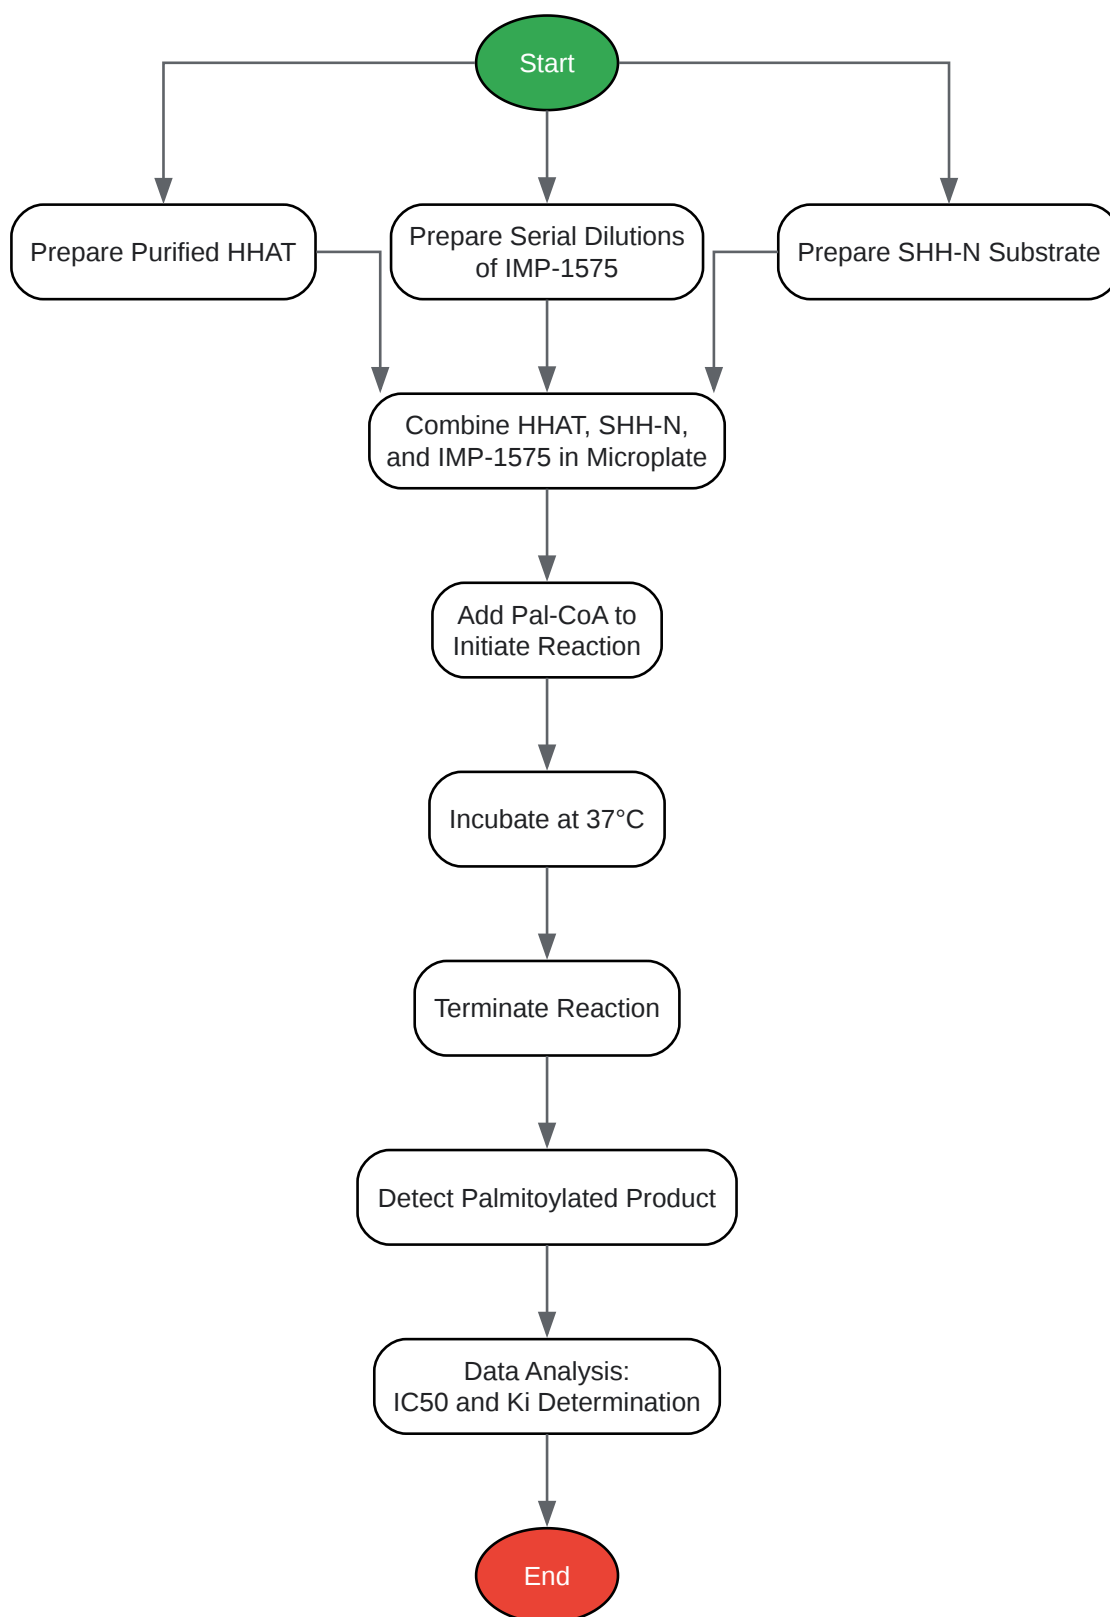 Start
Prepare Purified HHAT
Prepare Serial Dilutions
of IMP-1575
Prepare SHH-N Substrate
Combine HHAT, SHH-N,
and IMP-1575 in Microplate
Add Pal-CoA to
Initiate Reaction
Incubate at 37°C
Terminate Reaction
Detect Palmitoylated Product
Data Analysis:
IC50 and Ki Determination
End